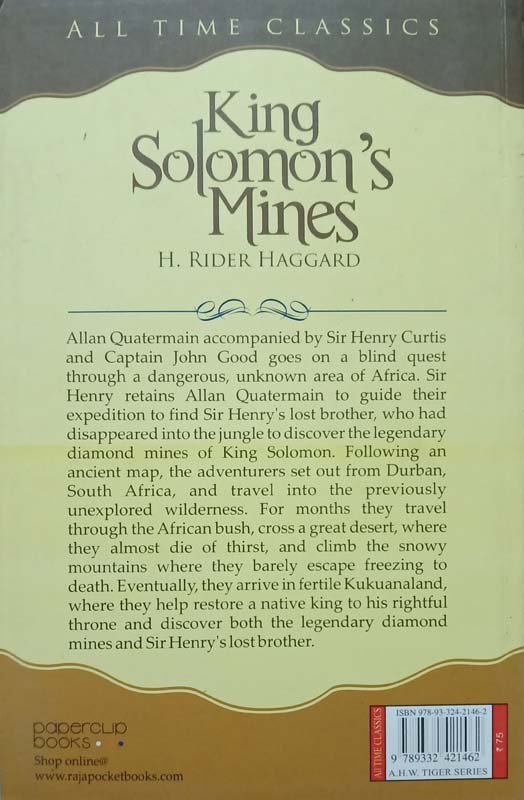 ALL TIME CLASSICS
King
Solomon's
Mines
H. RIDER HAGGARD
Allan Quatermain accompanied by Sir Henry Curtis
and Captain John Good goes on a blind quest
through a dangerous, unknown area of Africa. Sir
Henry retains Allan Quatermain to guide their
expedition to find Sir Henry's lost brother, who had
disappeared into the jungle to discover the legendary
diamond mines of King Solomon. Following an
ancient map, the adventurers set out from Durban,
South Africa, and travel into the previously
unexplored wilderness. For months they travel
through the African bush, cross a great desert, where
they almost die of thirst, and climb the snowy
mountains where they barely escape freezing to
death. Eventually, they arrive in fertile Kukuanaland,
where they help restore a native king to his rightful
throne and discover both the legendary diamond
mines and Sir Henry's lost brother.
papercup
books
Shop online@
www.rajapocketbooks.com
All TIME CLASSICS
ISBN 978-93-324-2146-2
9 789332 421462
A.H.W. TIGER SERIES
₹ 75